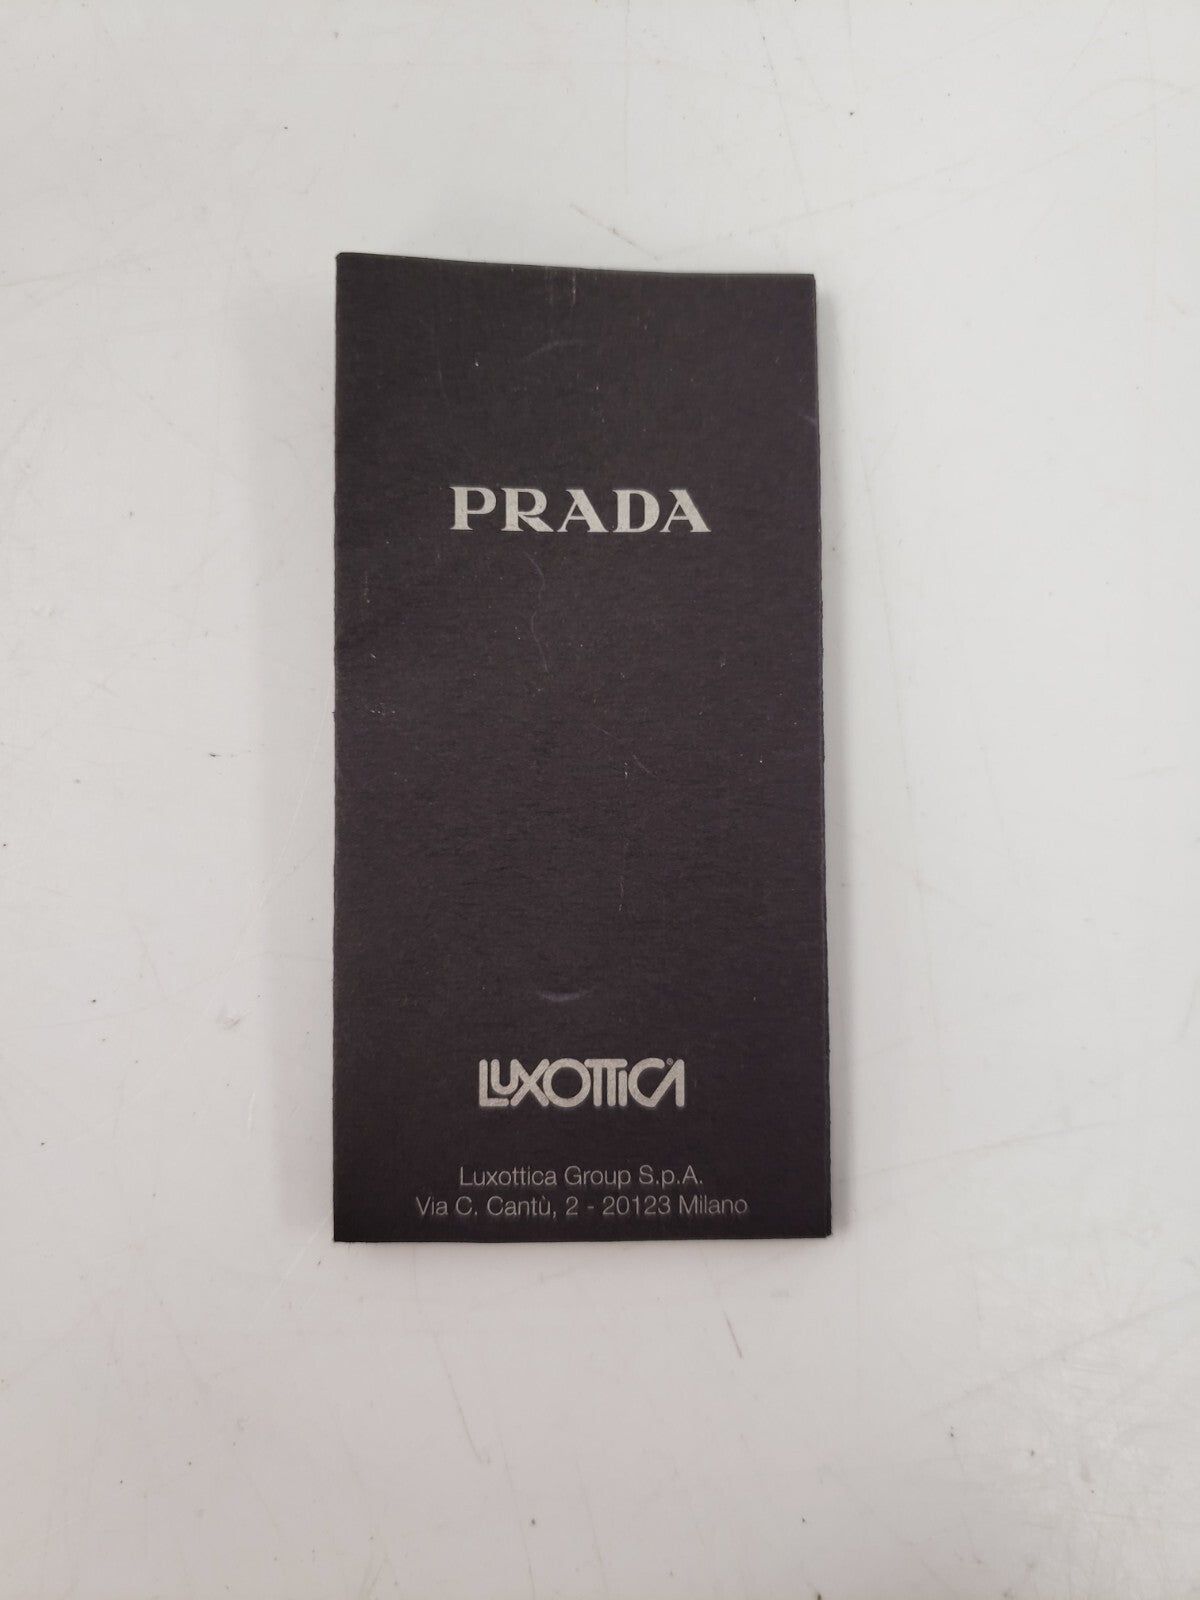 PRADA
LUXOTTICA®
Luxottica Group S.p.A.
Via C. Cantù, 2 - 20123 Milano